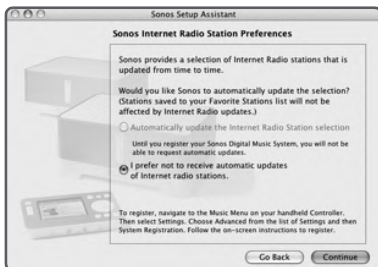 Sonos Setup Assistant
Sonos Internet Radio Station Preferences
Sonos provides a selection of Internet Radio stations that is
updated from time to time.
Would you like Sonos to automatically update the selection?
(Stations saved to your Favorite Stations list will not be
affected by Internet Radio updates.)
Automatically update the Internet Radio Station selection
Until you register your Sonos Digital Music System, you will not be
able to request automatic updates.
I prefer not to receive automatic updates
of Internet radio stations.
To register, navigate to the Music Menu on your handheld Controller.
Then select Settings. Choose Advanced from the list of Settings and then
System Registration. Follow the on-screen instructions to register.
Go Back
Continue